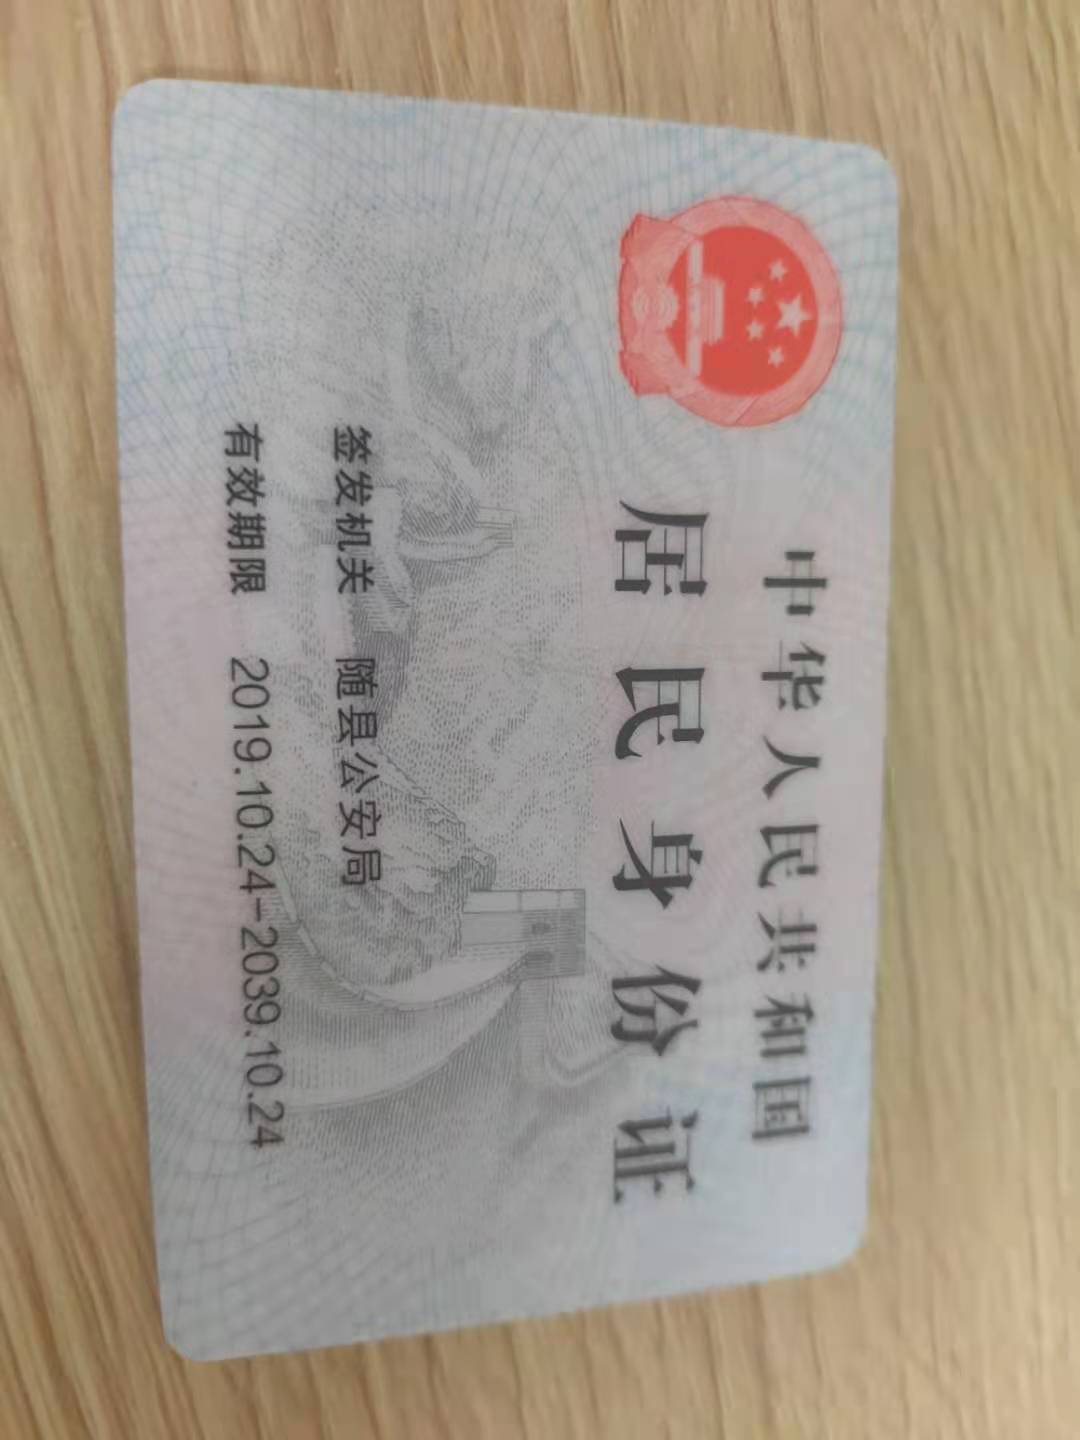 中华人民共和国
居民身份证
签发机关 随县公安局
有效期限 2019.10.24-2039.10.24